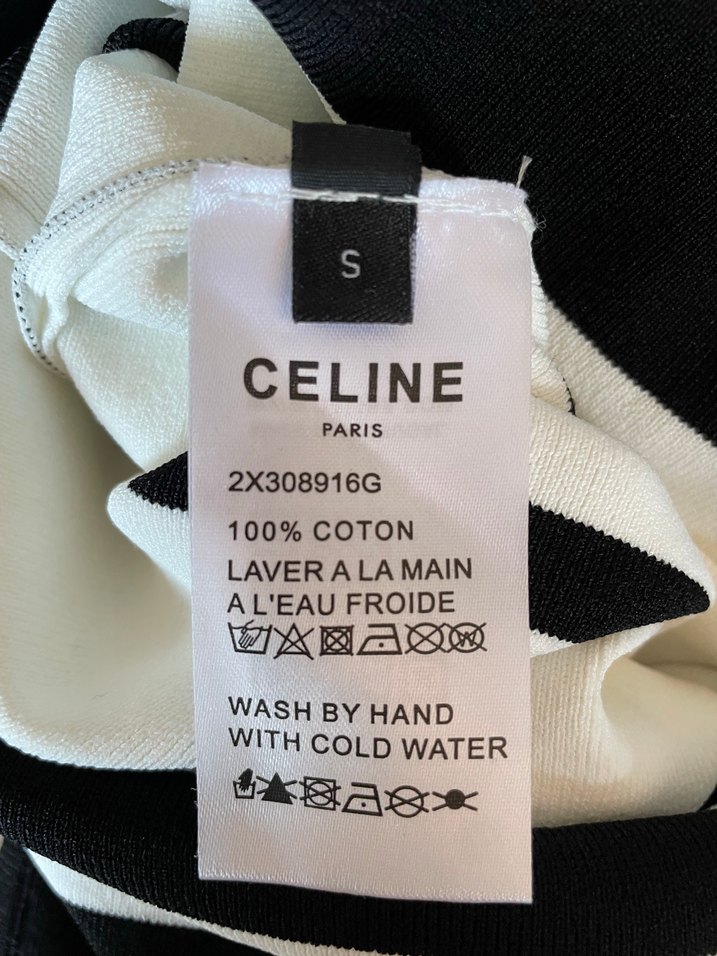 S
CELINE
PARIS
2X308916G
100% COTON
LAVER A LA MAIN
A L'EAU FROIDE
WASH BY HAND
WITH COLD WATER